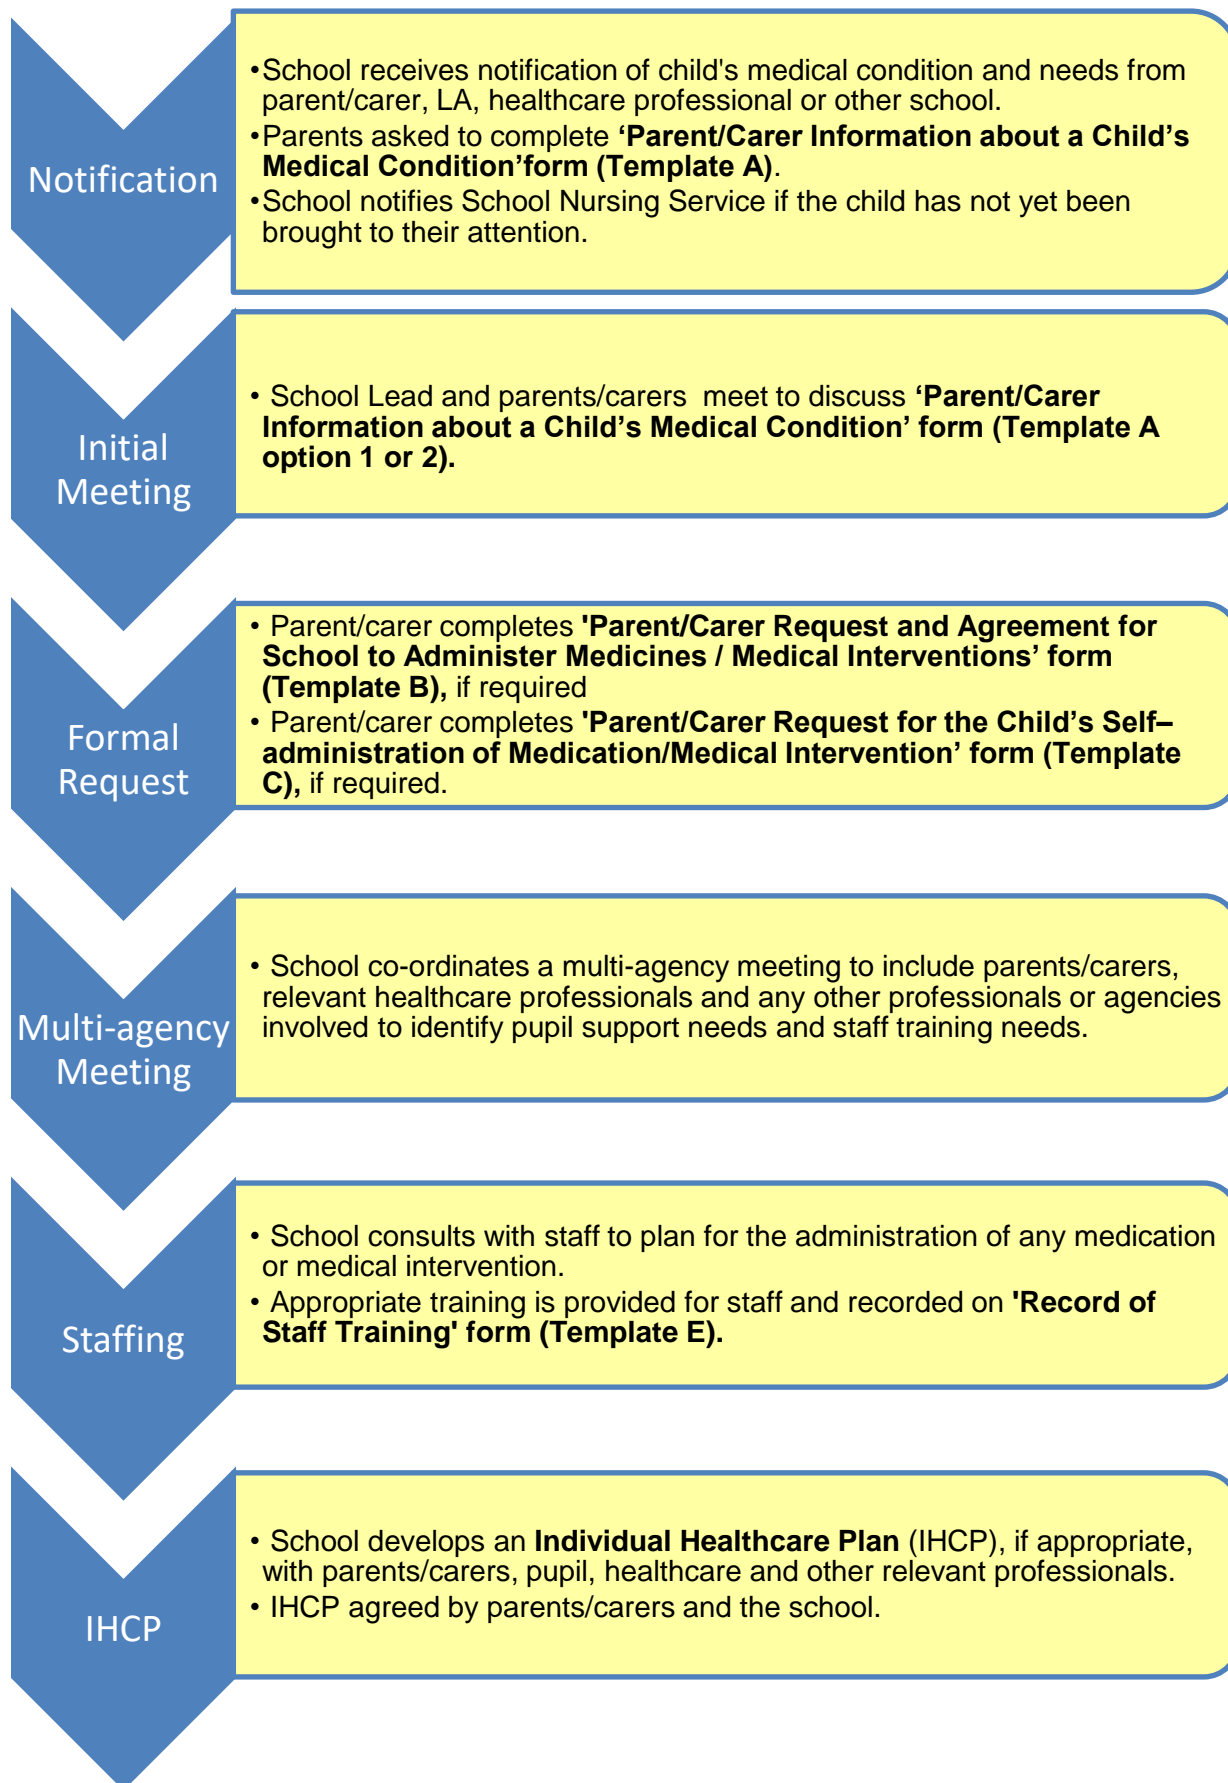 Notification
•School receives notification of child's medical condition and needs from
parent/carer, LA, healthcare professional or other school.
•Parents asked to complete ‘Parent/Carer Information about a Child’s
Medical Condition’form (Template A).
•School notifies School Nursing Service if the child has not yet been
brought to their attention.
Initial
Meeting
• School Lead and parents/carers  meet to discuss ‘Parent/Carer
Information about a Child’s Medical Condition’ form (Template A
option 1 or 2).
Formal
Request
• Parent/carer completes 'Parent/Carer Request and Agreement for
School to Administer Medicines / Medical Interventions’ form
(Template B), if required
• Parent/carer completes 'Parent/Carer Request for the Child’s Self–
administration of Medication/Medical Intervention’ form (Template
C), if required.
Multi-agency
Meeting
• School co-ordinates a multi-agency meeting to include parents/carers,
relevant healthcare professionals and any other professionals or agencies
involved to identify pupil support needs and staff training needs.
Staffing
• School consults with staff to plan for the administration of any medication
or medical intervention.
• Appropriate training is provided for staff and recorded on 'Record of
Staff Training' form (Template E).
IHCP
• School develops an Individual Healthcare Plan (IHCP), if appropriate,
with parents/carers, pupil, healthcare and other relevant professionals.
• IHCP agreed by parents/carers and the school.